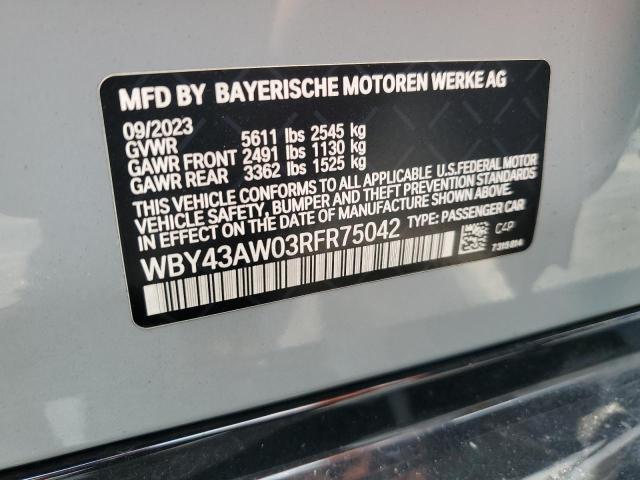 MFD BY BAYERISCHE MOTOREN WERKE AG
09/2023
GVWR 5611 lbs 2545 kg
GAWR FRONT 2491 lbs 1130 kg
GAWR REAR 3362 lbs 1525 kg
THIS VEHICLE CONFORMS TO ALL APPLICABLE U.S. FEDERAL MOTOR
VEHICLE SAFETY, BUMPER AND THEFT PREVENTION STANDARDS
IN EFFECT ON THE DATE OF MANUFACTURE SHOWN ABOVE.
WBY43AW03RFR75042 TYPE: PASSENGER CAR
C4P
7315814